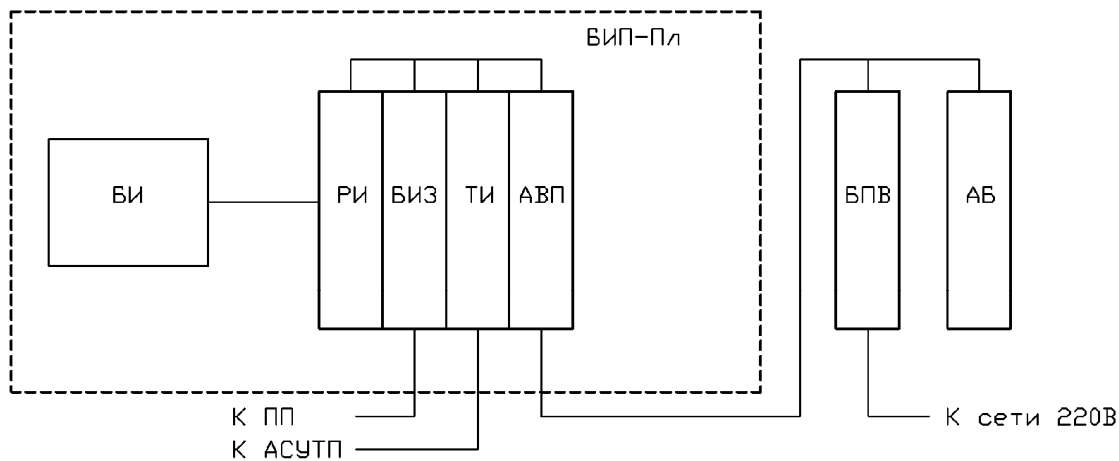 БИП-Пл
БИ
РИ
БИЗ
ТИ
АВП
БПВ
АБ
К ПП
К АСУТП
К сети 220В